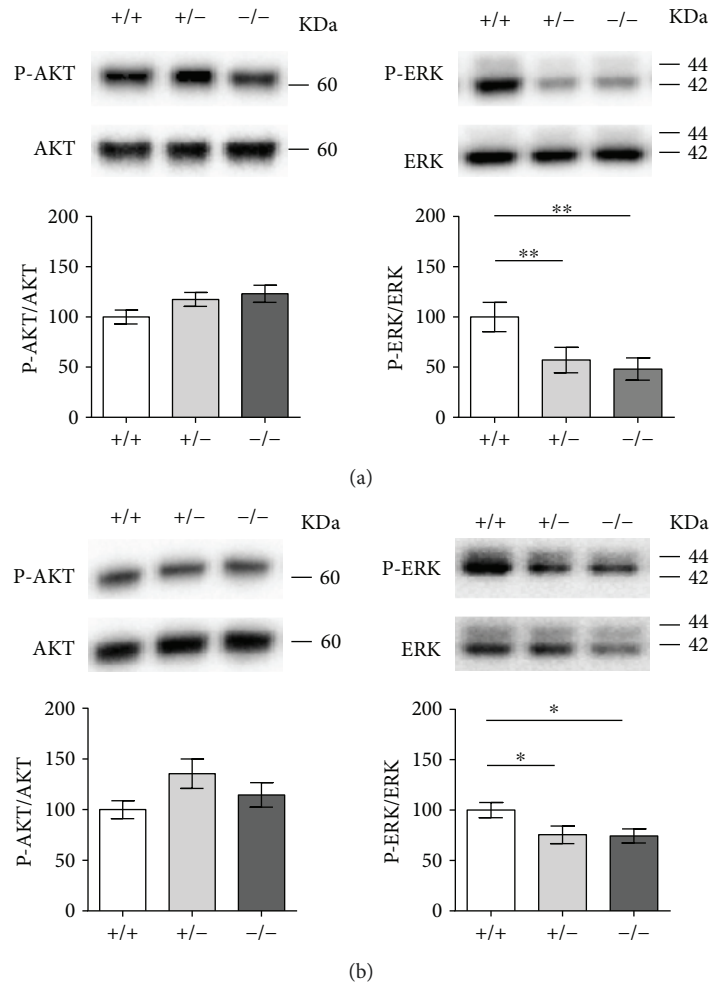 +/+ +/− −/− KDa
P-AKT
60
AKT
60
200
150
100
50
0
P-AKT/AKT
+/+ +/− −/−
+/+ +/− −/− KDa
P-ERK
44
42
ERK
44
42
200
150
100
50
0
P-ERK/ERK
**
**
+/+ +/− −/−
(a)
+/+ +/− −/− KDa
P-AKT
60
AKT
60
200
150
100
50
0
P-AKT/AKT
+/+ +/− −/−
+/+ +/− −/− KDa
P-ERK
44
42
ERK
44
42
200
150
100
50
0
P-ERK/ERK
*
*
+/+ +/− −/−
(b)